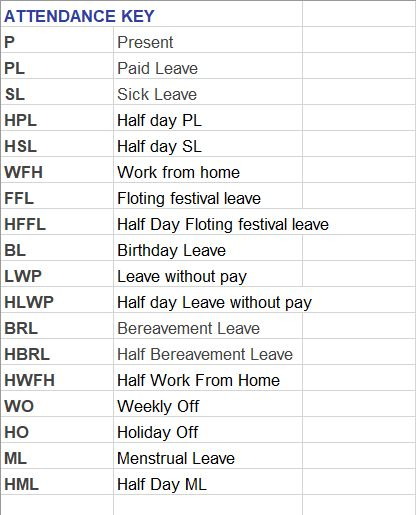 ATTENDANCE KEY
P Present
PL Paid Leave
SL Sick Leave
HPL Half day PL
HSL Half day SL
WFH Work from home
FFL Floting festival leave
HFFL Half Day Floting festival leave
BL Birthday Leave
LWP Leave without pay
HLWP Half day Leave without pay
BRL Bereavement Leave
HBRL Half Bereavement Leave
HWFH Half Work From Home
WO Weekly Off
HO Holiday Off
ML Menstrual Leave
HML Half Day ML